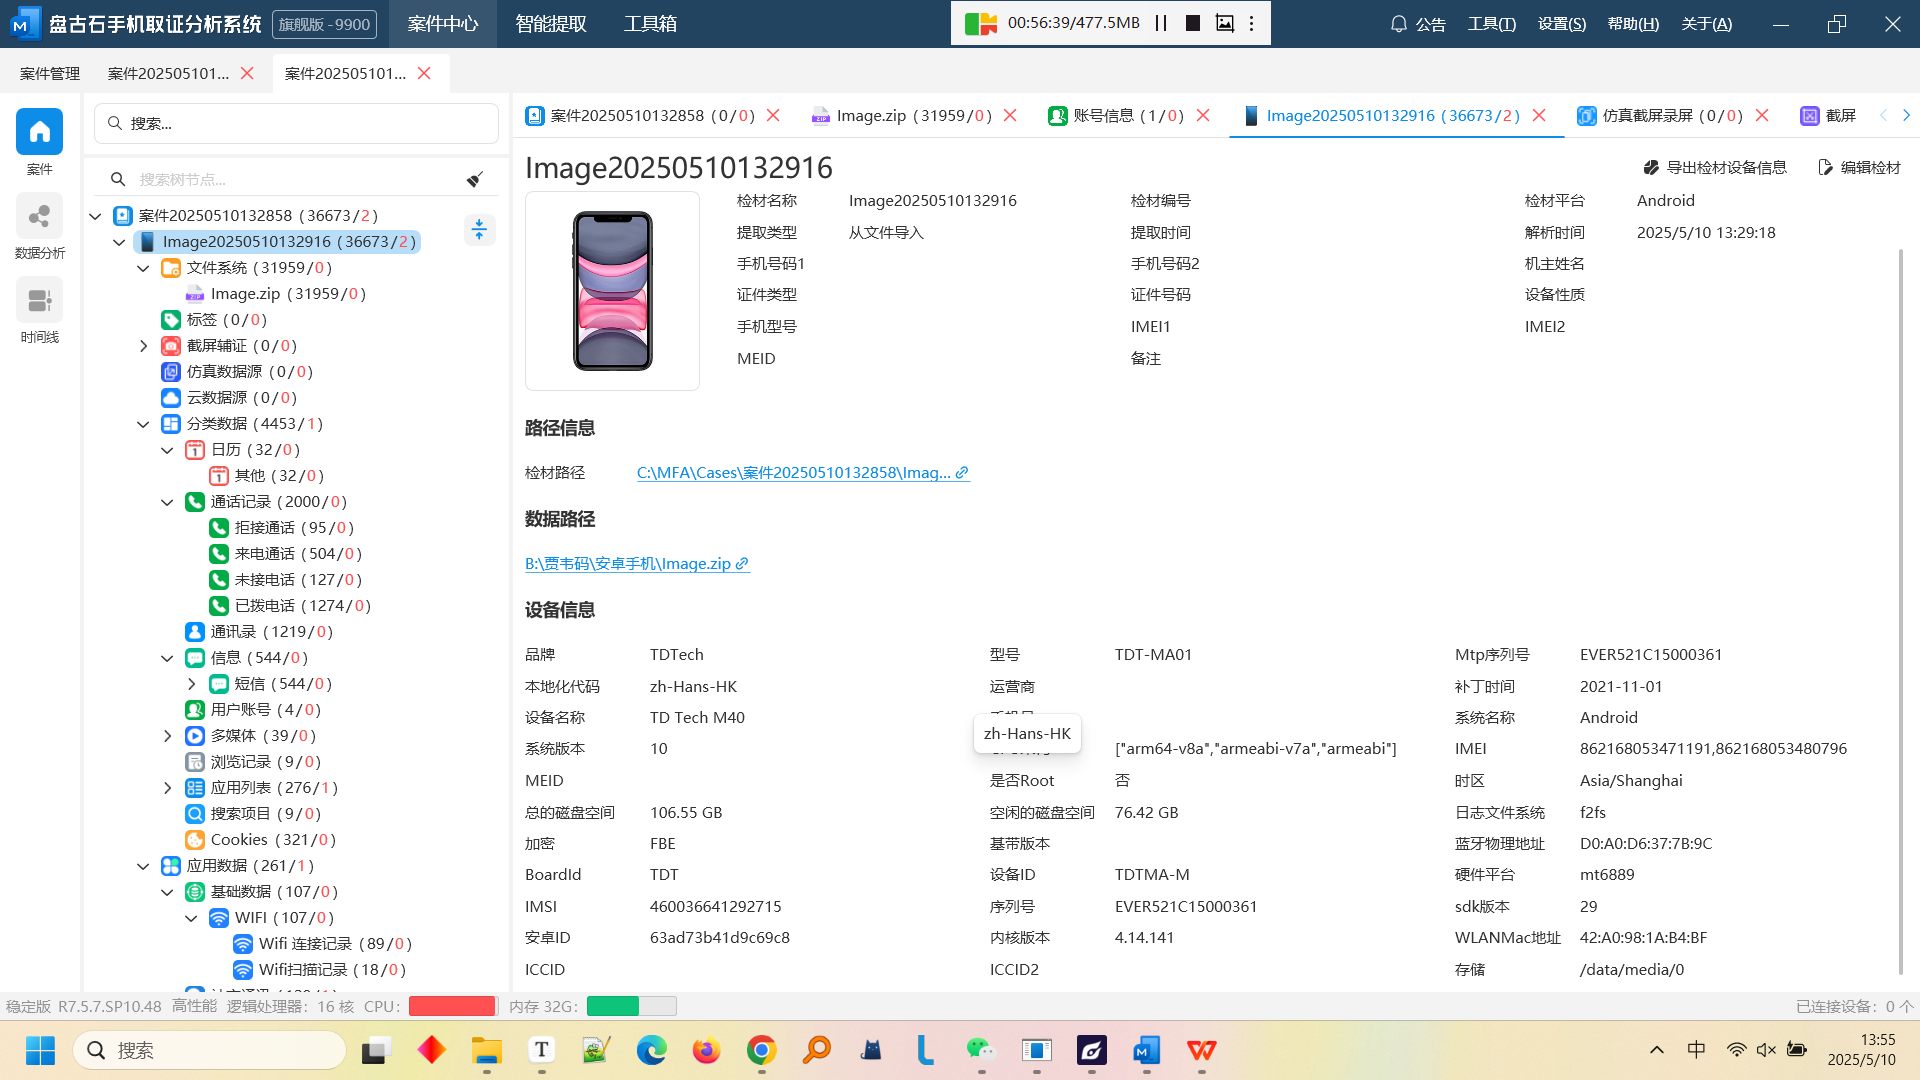 盘古石手机取证分析系统 旗舰版 -9900 案件中心 智能提取 工具箱 00:56:39/477.5MB 公告 工具(T) 设置(S) 帮助(H) 关于(A)
案件管理 案件202505101... 案件202505101...
案件
数据分析
时间线
搜索...
搜索树节点...
案件20250510132858 (36673/2)
Image20250510132916 (36673/2)
文件系统 (31959/0)
Image.zip (31959/0)
标签 (0/0)
截屏辅证 (0/0)
仿真数据源 (0/0)
云数据源 (0/0)
分类数据 (4453/1)
日历 (32/0)
其他 (32/0)
通话记录 (2000/0)
拒接通话 (95/0)
来电通话 (504/0)
未接电话 (127/0)
已拨电话 (1274/0)
通讯录 (1219/0)
信息 (544/0)
短信 (544/0)
用户账号 (4/0)
多媒体 (39/0)
浏览记录 (9/0)
应用列表 (276/1)
搜索项目 (9/0)
Cookies (321/0)
应用数据 (261/1)
基础数据 (107/0)
WIFI (107/0)
Wifi 连接记录 (89/0)
Wifi扫描记录 (18/0)
案件20250510132858 (0/0) Image.zip (31959/0) 账号信息 (1/0) Image20250510132916 (36673/2) 仿真截屏录屏 (0/0) 截屏
Image20250510132916 导出检材设备信息 编辑检材
检材名称 Image20250510132916 检材编号 检材平台 Android
提取类型 从文件导入 提取时间 解析时间 2025/5/10 13:29:18
手机号码1 手机号码2 机主姓名
证件类型 证件号码 设备性质
手机型号 IMEI1 IMEI2
MEID 备注
路径信息
检材路径 C:\MFA\Cases\案件20250510132858\Imag...
数据路径
B:\贾韦码\安卓手机\Image.zip
设备信息
品牌 TDTech 型号 TDT-MA01 Mtp序列号 EVER521C15000361
本地化代码 zh-Hans-HK 运营商 补丁时间 2021-11-01
设备名称 TD Tech M40 系统名称 Android
zh-Hans-HK
系统版本 10 ["arm64-v8a","armeabi-v7a","armeabi"] IMEI 862168053471191,862168053480796
MEID 是否Root 否 时区 Asia/Shanghai
总的磁盘空间 106.55 GB 空闲的磁盘空间 76.42 GB 日志文件系统 f2fs
加密 FBE 基带版本 蓝牙物理地址 D0:A0:D6:37:7B:9C
BoardId TDT 设备ID TDTMA-M 硬件平台 mt6889
IMSI 460036641292715 序列号 EVER521C15000361 sdk版本 29
安卓ID 63ad73b41d9c69c8 内核版本 4.14.141 WLANMac地址 42:A0:98:1A:B4:BF
ICCID ICCID2 存储 /data/media/0
稳定版 R7.5.7.SP10.48 高性能 逻辑处理器: 16 核 CPU: 内存 32G: 已连接设备: 0 个
搜索 中 13:55
2025/5/10